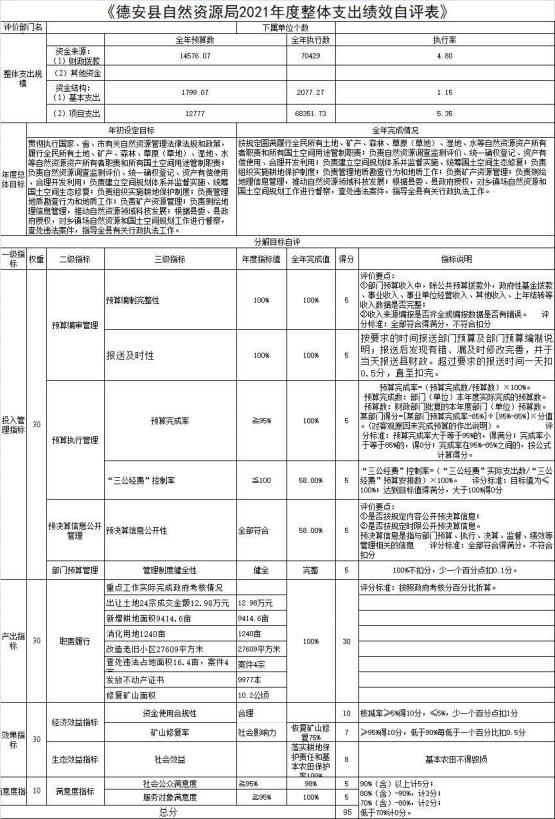 《德安县自然资源局2021年度整体支出绩效自评表》
评价部门名 下属单位个数
整体支出规模 全年预算数 全年执行数 执行率
资金来源:
(1) 财政拨款 14576.07 70429 4.80
(2) 其他资金
资金结构:
(1) 基本支出 1799.07 2077.27 1.15
(2) 项目支出 12777 68351.73 5.35
年度总体目标 年初设定目标 全年完成情况
贯彻执行国家、省、市有关自然资源管理法律法规和政策,
履行全民所有土地、矿产、森林、草原（草地）、湿地、水
等自然资源资产所有者职责和所有国土空间用途管制职责；
负责自然资源调查监测评价、统一确权登记、资产有偿使用
、合理开发利用；负责建立空间规划体系并监督实施、统筹
国土空间生态修复；负责组织实施耕地保护制度；负责管理
地质勘查行为和地质工作；负责矿产资源管理；负责测绘地
理信息管理，推动自然资源领域科技发展；根据县委、县政
府授权，对乡镇场自然资源和国土空间规划工作进行督察，
查处违法案件，指导全县有关行政执法工作。
按规定圆满履行全民所有土地、矿产、森林、草原（草地）、湿地、水等自然资源资产所有
者职责和所有国土空间用途管制职责；负责自然资源调查监测评价、统一确权登记、资产有
偿使用、合理开发利用；负责建立空间规划体系并监督实施、统筹国土空间生态修复；负责
组织实施耕地保护制度；负责管理地质勘查行为和地质工作；负责矿产资源管理；负责测绘
地理信息管理，推动自然资源领域科技发展；根据县委、县政府授权，对乡镇场自然资源和
国土空间规划工作进行督察，查处违法案件，指导全县有关行政执法工作。
分解目标自评
一级指标 权重 二级指标 三级指标 年度指标值 全年完成值 得分 指标说明
投入管理指标 30 预算编审管理 预算编制完整性 100% 100% 5
评价要点：
①部门预算收入中，除公共预算拨款外，政府性基金拨款
、事业收入、事业单位经营收入、其他收入、上年结转等
收入数据是否完整；
②收入来源编报是否完全或编报数据是否有错误。 评
分标准：全部符合得满分，不符合扣分
报送及时性 100% 100% 5
按要求的时间报送部门预算及部门预算编制说
明；报送后发现有错、漏及时修改完善，并于
当天报送县财政。超过要求的报送时间一天扣
0.5分，直至扣完。
预算执行管理 预算完成率 ≧95% 100% 5
预算完成率=（预算完成数/预算数）×100%。
预算完成数：部门（单位）本年度实际完成的预算数。
预算数：财政部门批复的本年度部门（单位）预算数。
某部门得分=[某部门预算完成率-85%]÷[95%-85%]×分值
。（对客观原因未完成预算的作出说明）。 评
分标准：预算完成率大于等于95%的，得满分；完成率小
于等于85%的，得0分；完成率在95%-85%之间的，按公式
计算得分。
“三公经费”控制率 ≦100 58.00% 5
“三公经费”控制率=（“三公经费”实际支出数/“三公
经费”预算安排数）×100%。 评分标准：目标值为≤
100%；达到目标值得满分，大于100%得0分
预决算信息公开管理 预决算信息公开性 全部符合 58.00% 5
评价要点：
①是否按规定内容公开预决算信息；
②是否按规定时限公开预决算信息。
预决算信息是指与部门预算、执行、决算、监督、绩效等
管理相关的信息 评分标准：全部符合得满分，不符合
扣分
部门预算管理 管理制度健全性 健全 完整 5 100%不扣分，少一个百分点扣0.1分。
产出指标 30 职责履行 重点工作实际完成政府考核情况 100% 30 评分标准：按照政府考核分百分比折算。
出让土地24宗成交金额12.98万元 12.98万元
新增耕地面积9414.6亩 9414.6亩
消化用地1240亩 1240亩
改造老旧小区27609平方米 27609平方米
查处违法占地面积16.4亩，案件4 案件4宗
发放不动产证书 9977本
修复矿山面积 10.2公顷
效果指标 30 经济效益指标 资金使用合规性 合理 10 核减率≥5%得10分，≤5%，少一个百分点扣1分
矿山修复率 社会影响力 恢复矿山修复75% 7 ≥95%得10分，低于90%每低于一个百分比扣0.5分
生态效益指标 社会效益 落实耕地保护责任和基本农田保护率100% 8 基本农田不得毁损
意度指 10 满意度指标 社会公众满意度 ≧95% 98% 5
服务对象满意度 ≧95% 100% 5
90%（含）以上计5分；
80%（含）-90%，计3分；
70%（含）-80%，计2分；
低于70%计0分。
总分 95